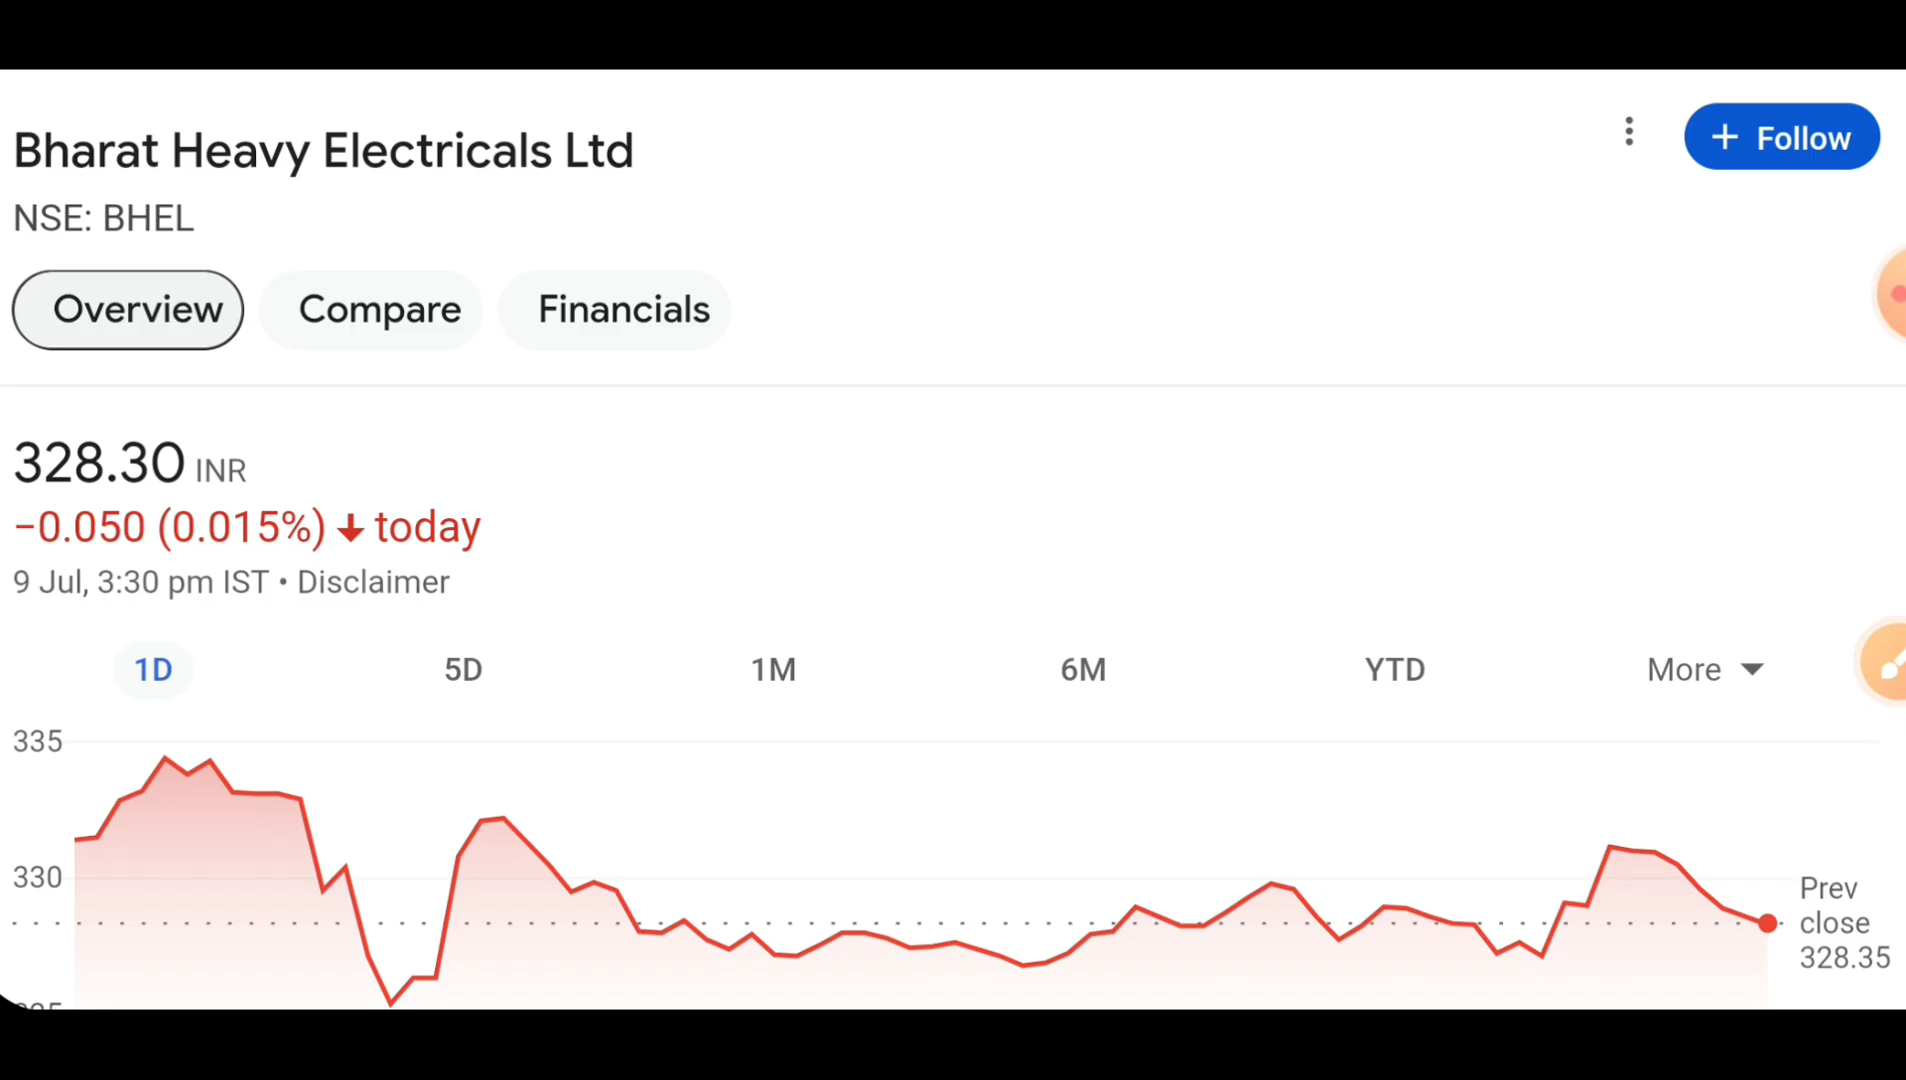 Bharat Heavy Electricals Ltd
+ Follow
NSE: BHEL
Overview
Compare
Financials
328.30 INR
−0.050 (0.015%) ↓ today
9 Jul, 3:30 pm IST • Disclaimer
1D
5D
1M
6M
YTD
More
335
330
Prev
close
328.35